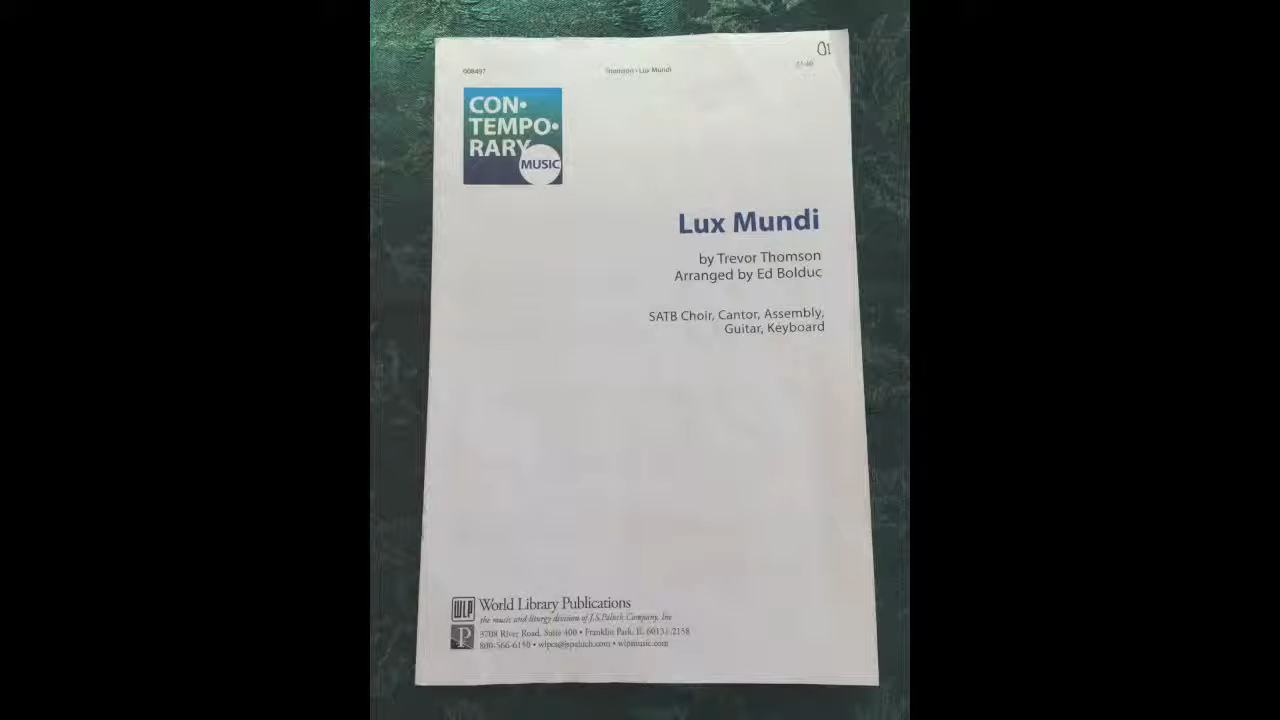 01
008497
Thomson • Lux Mundi
CON•
TEMPO•
RARY
MUSIC
Lux Mundi
by Trevor Thomson
Arranged by Ed Bolduc
SATB Choir, Cantor, Assembly,
Guitar, Keyboard
WLP World Library Publications
the music and liturgy division of J.S. Paluch Company, Inc
P 3708 River Road, Suite 400 • Franklin Park, IL 60131-2158
800-566-6150 • wlpcs@jspaluch.com • wlpmusic.com